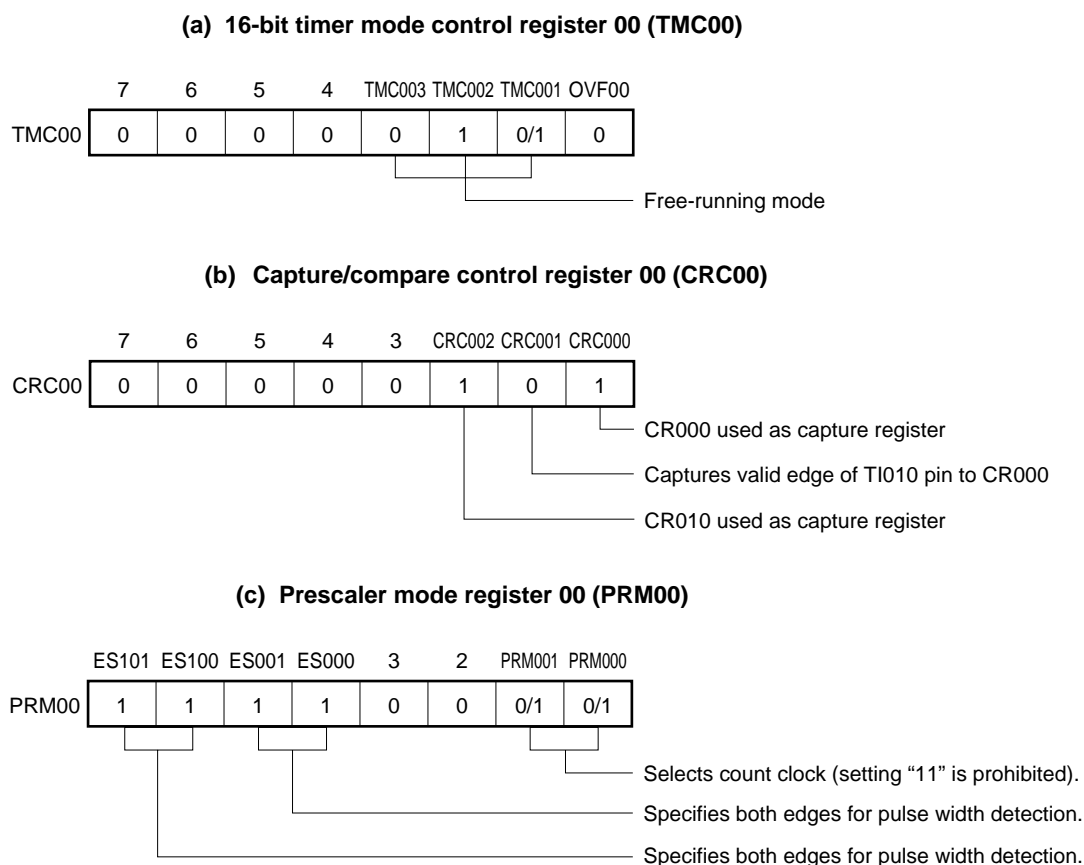 (a) 16-bit timer mode control register 00 (TMC00)
7 6 5 4 TMC003 TMC002 TMC001 OVF00
TMC00 0 0 0 0 0 1 0/1 0
Free-running mode
(b) Capture/compare control register 00 (CRC00)
7 6 5 4 3 CRC002 CRC001 CRC000
CRC00 0 0 0 0 0 1 0 1
CR000 used as capture register
Captures valid edge of TI010 pin to CR000
CR010 used as capture register
(c) Prescaler mode register 00 (PRM00)
ES101 ES100 ES001 ES000 3 2 PRM001 PRM000
PRM00 1 1 1 1 0 0 0/1 0/1
Selects count clock (setting “11” is prohibited).
Specifies both edges for pulse width detection.
Specifies both edges for pulse width detection.